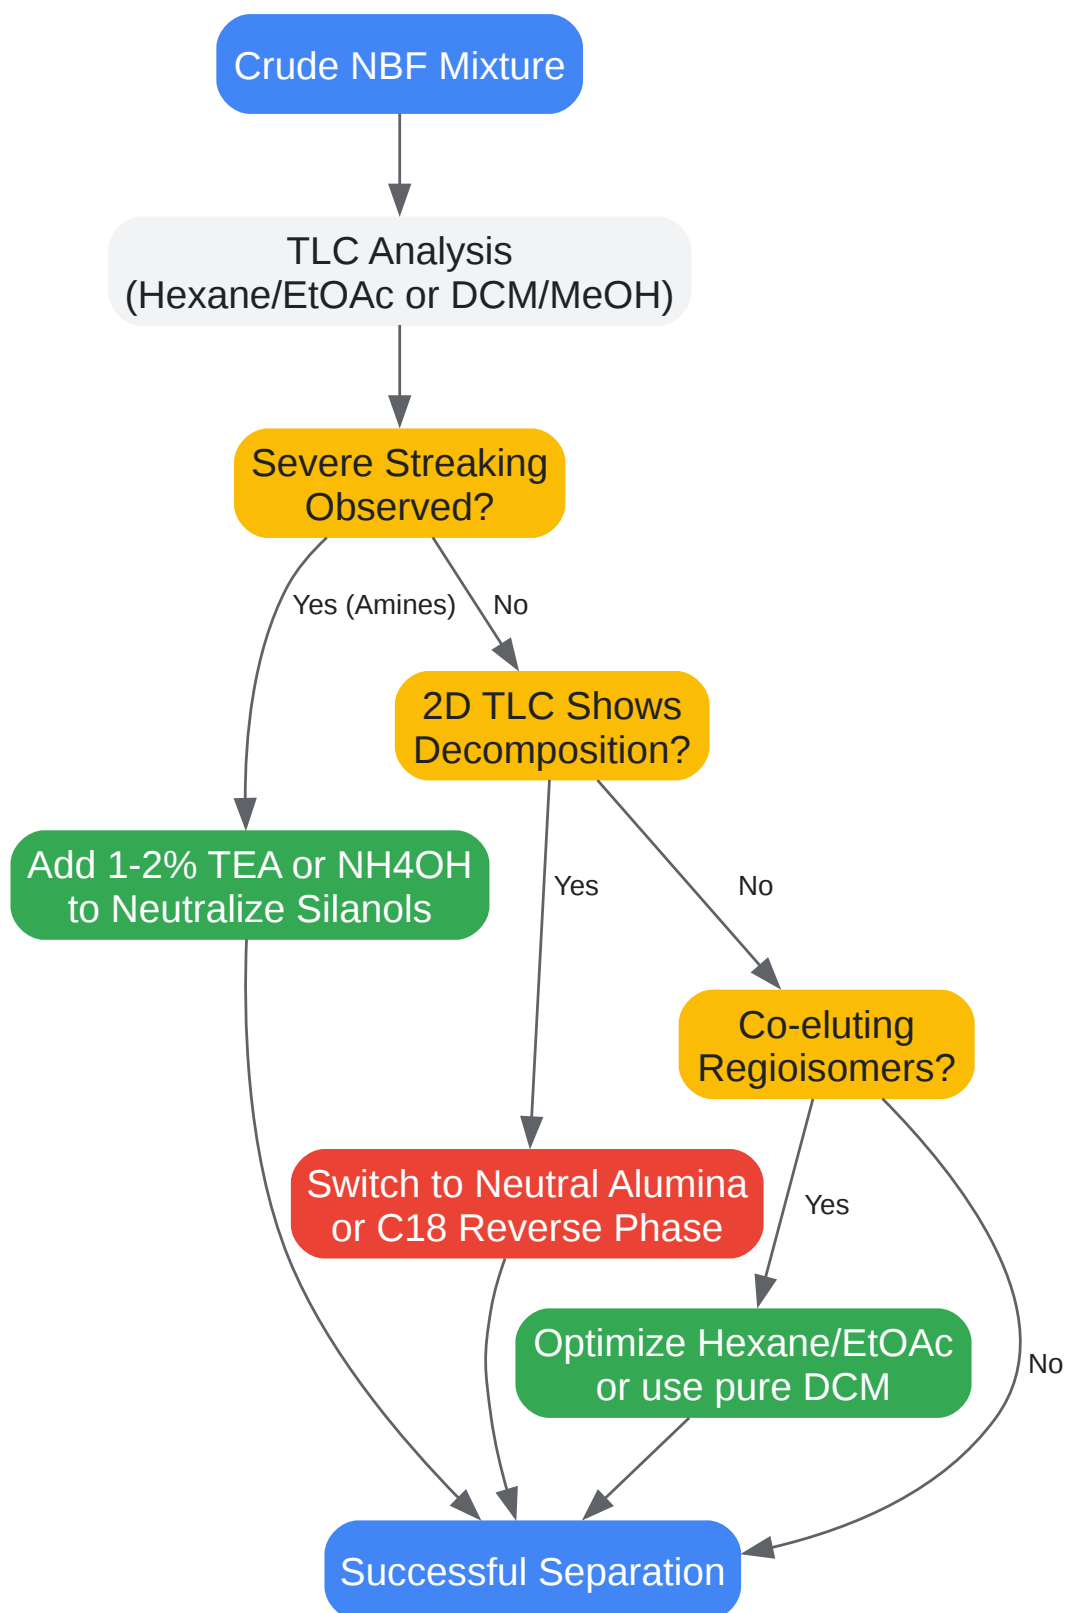 Crude NBF Mixture
TLC Analysis
(Hexane/EtOAc or DCM/MeOH)
Severe Streaking
Observed?
Yes (Amines)
No
2D TLC Shows
Decomposition?
Add 1-2% TEA or NH4OH
to Neutralize Silanols
Yes
No
Co-eluting
Regioisomers?
Switch to Neutral Alumina
or C18 Reverse Phase
Yes
Optimize Hexane/EtOAc
or use pure DCM
No
Successful Separation